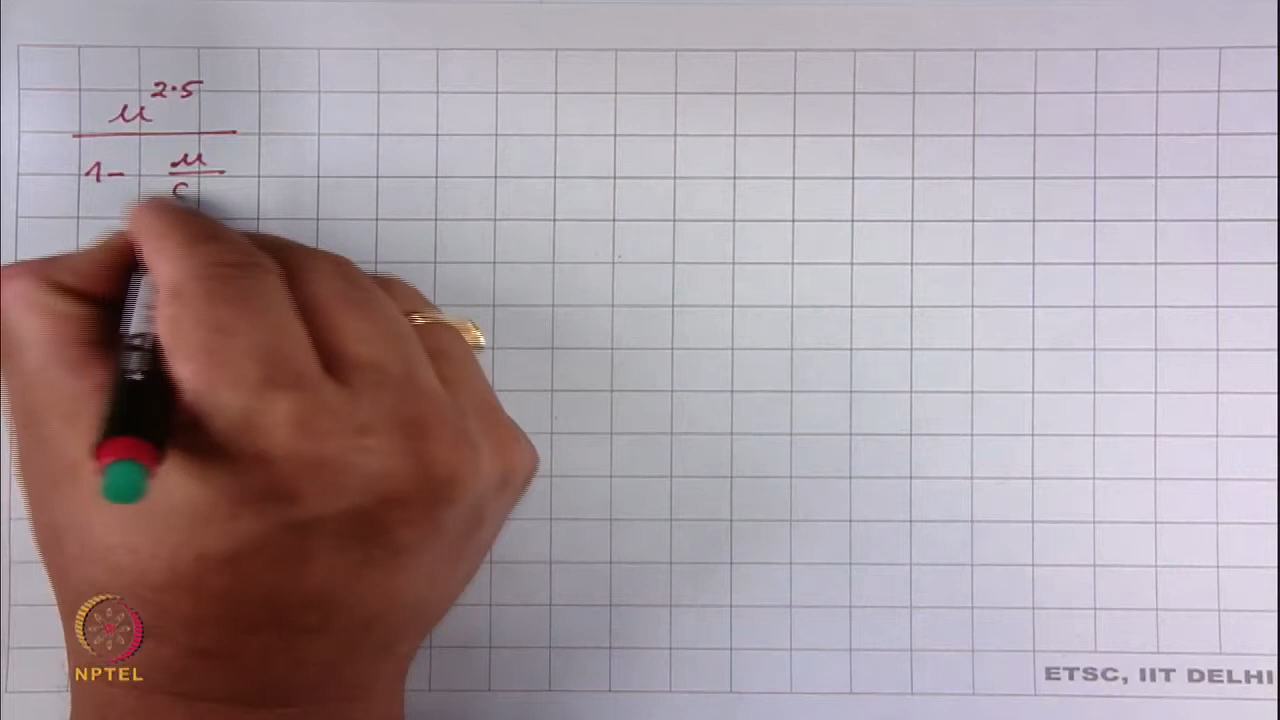 μ^2.5
1- μ
NPTEL
ETSC, IIT DELHI